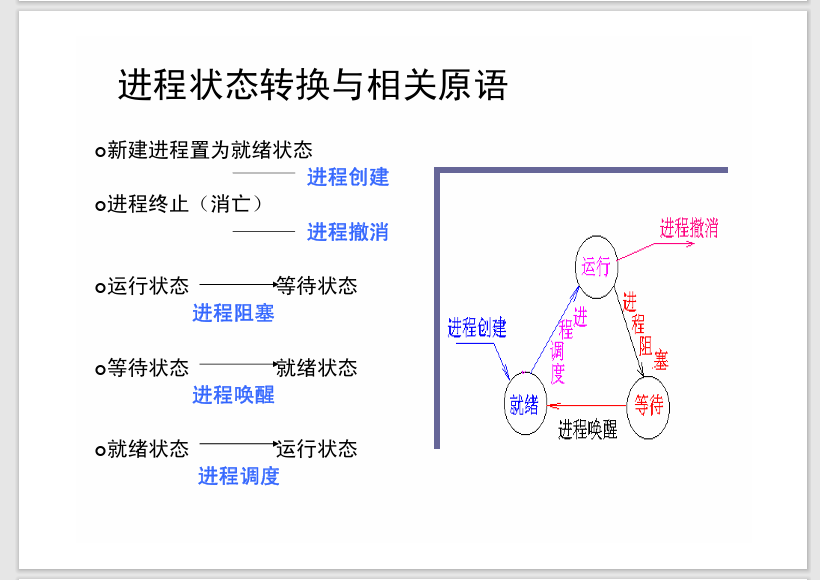 进程状态转换与相关原语
新建进程置为就绪状态
进程创建
进程终止（消亡）
进程撤消
运行状态 等待状态
进程阻塞
等待状态 就绪状态
进程唤醒
就绪状态 运行状态
进程调度
进程撤消
运行
进程阻塞
进程创建
进程调度
就绪
等待
进程唤醒